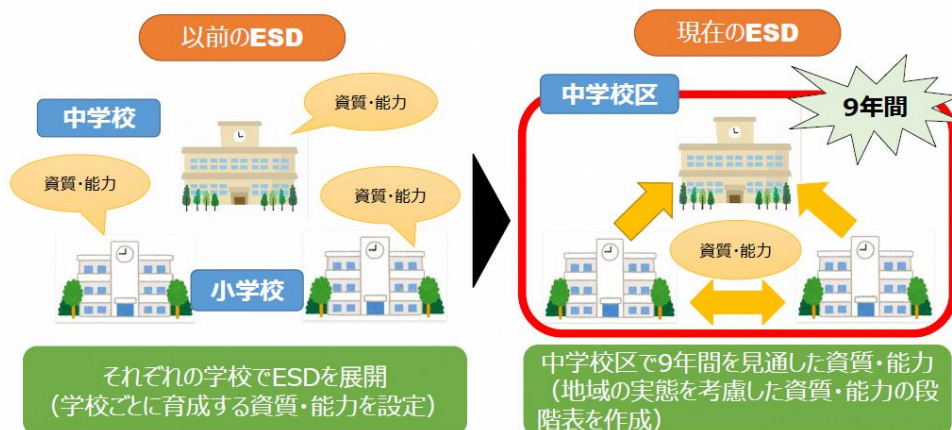 以前のESD
中学校
資質・能力
資質・能力
資質・能力
小学校
それぞれの学校でESDを展開
（学校ごとに育成する資質・能力を設定）
現在のESD
中学校区
9年間
資質・能力
中学校区で9年間を見通した資質・能力
（地域の実態を考慮した資質・能力の段
階表を作成）